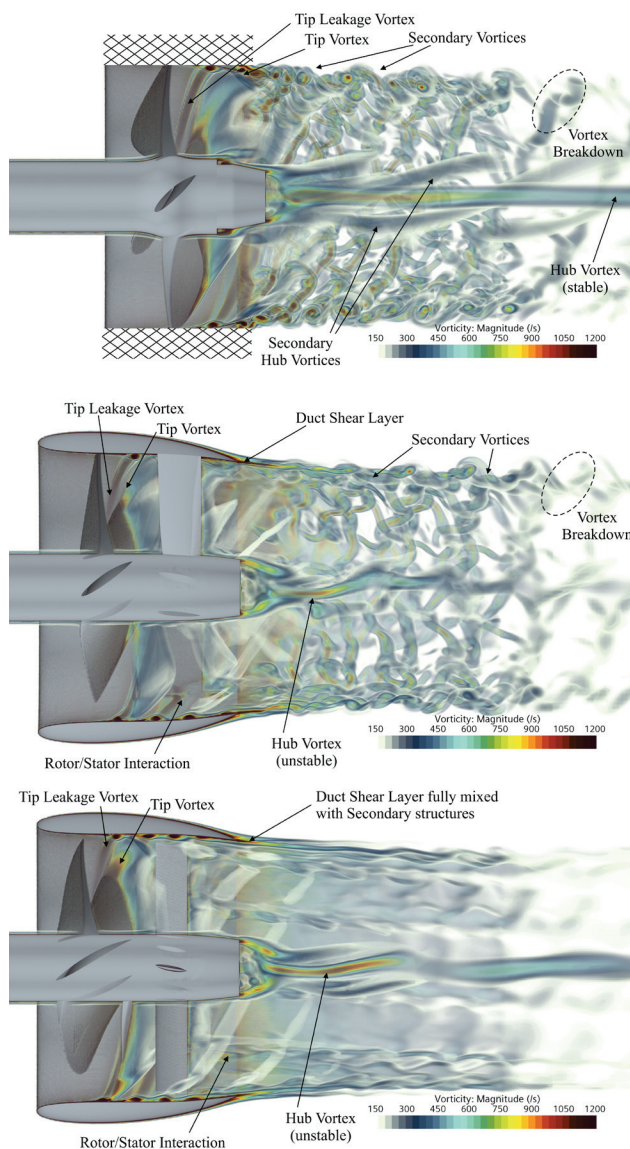 Tip Leakage Vortex
Tip Vortex
Secondary Vortices
Vortex
Breakdown
Hub Vortex
(stable)
Secondary
Hub Vortices
Vorticity: Magnitude (/s)
150 450 600 750 900 1050 1200
Tip Leakage Vortex
Tip Vortex
Duct Shear Layer
Secondary Vortices
Vortex
Breakdown
Hub Vortex
(unstable)
Rotor/Stator Interaction
Vorticity: Magnitude (/s)
150 450 600 750 900 1050 1200
Tip Leakage Vortex
Tip Vortex
Duct Shear Layer fully mixed
with Secondary structures
Hub Vortex
(unstable)
Rotor/Stator Interaction
Vorticity: Magnitude (/s)
150 450 600 750 900 1050 1200